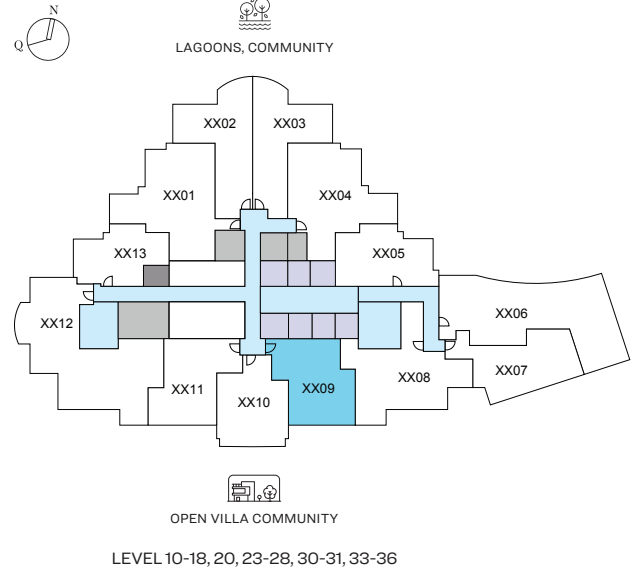 N
Q
LAGOONS, COMMUNITY
XX02
XX03
XX01
XX04
XX13
XX05
XX12
XX06
XX11
XX10
XX09
XX08
XX07
OPEN VILLA COMMUNITY
LEVEL 10-18, 20, 23-28, 30-31, 33-36